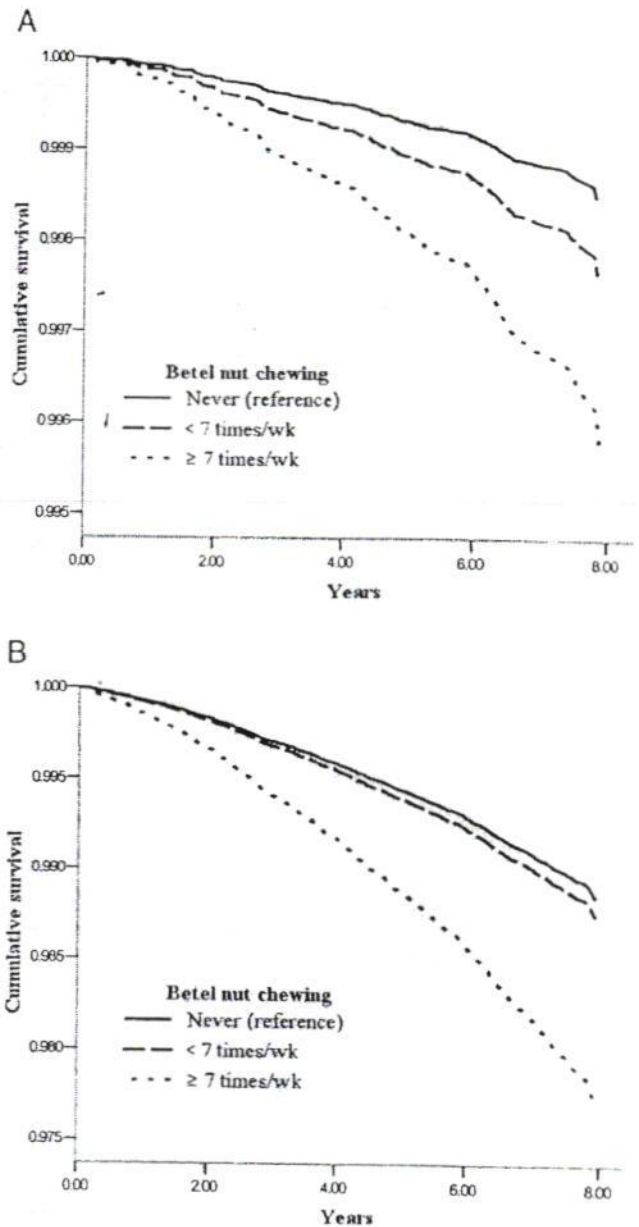 A
1.000
0.999
0.998
0.997
0.996
0.995
Cumulative survival
Betel nut chewing
Never (reference)
< 7 times/wk
≥ 7 times/wk
0.00 2.00 4.00 6.00 8.00
Years
B
1.000
0.995
0.990
0.985
0.980
0.975
Cumulative survival
Betel nut chewing
Never (reference)
< 7 times/wk
≥ 7 times/wk
0.00 2.00 4.00 6.00 8.00
Years